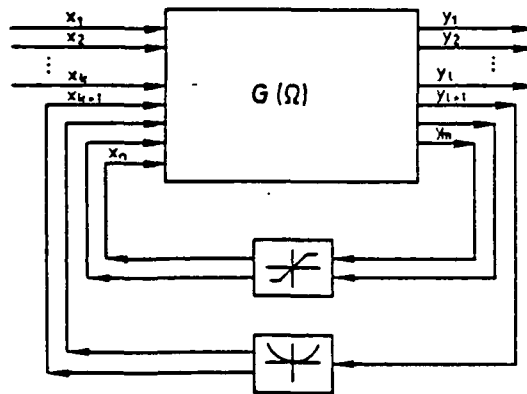 x₁
x₂
⋮
xₖ
xₖ₊₁
xₙ
G (Ω)
y₁
y₂
⋮
yₗ
yₗ₊₁
yₘ